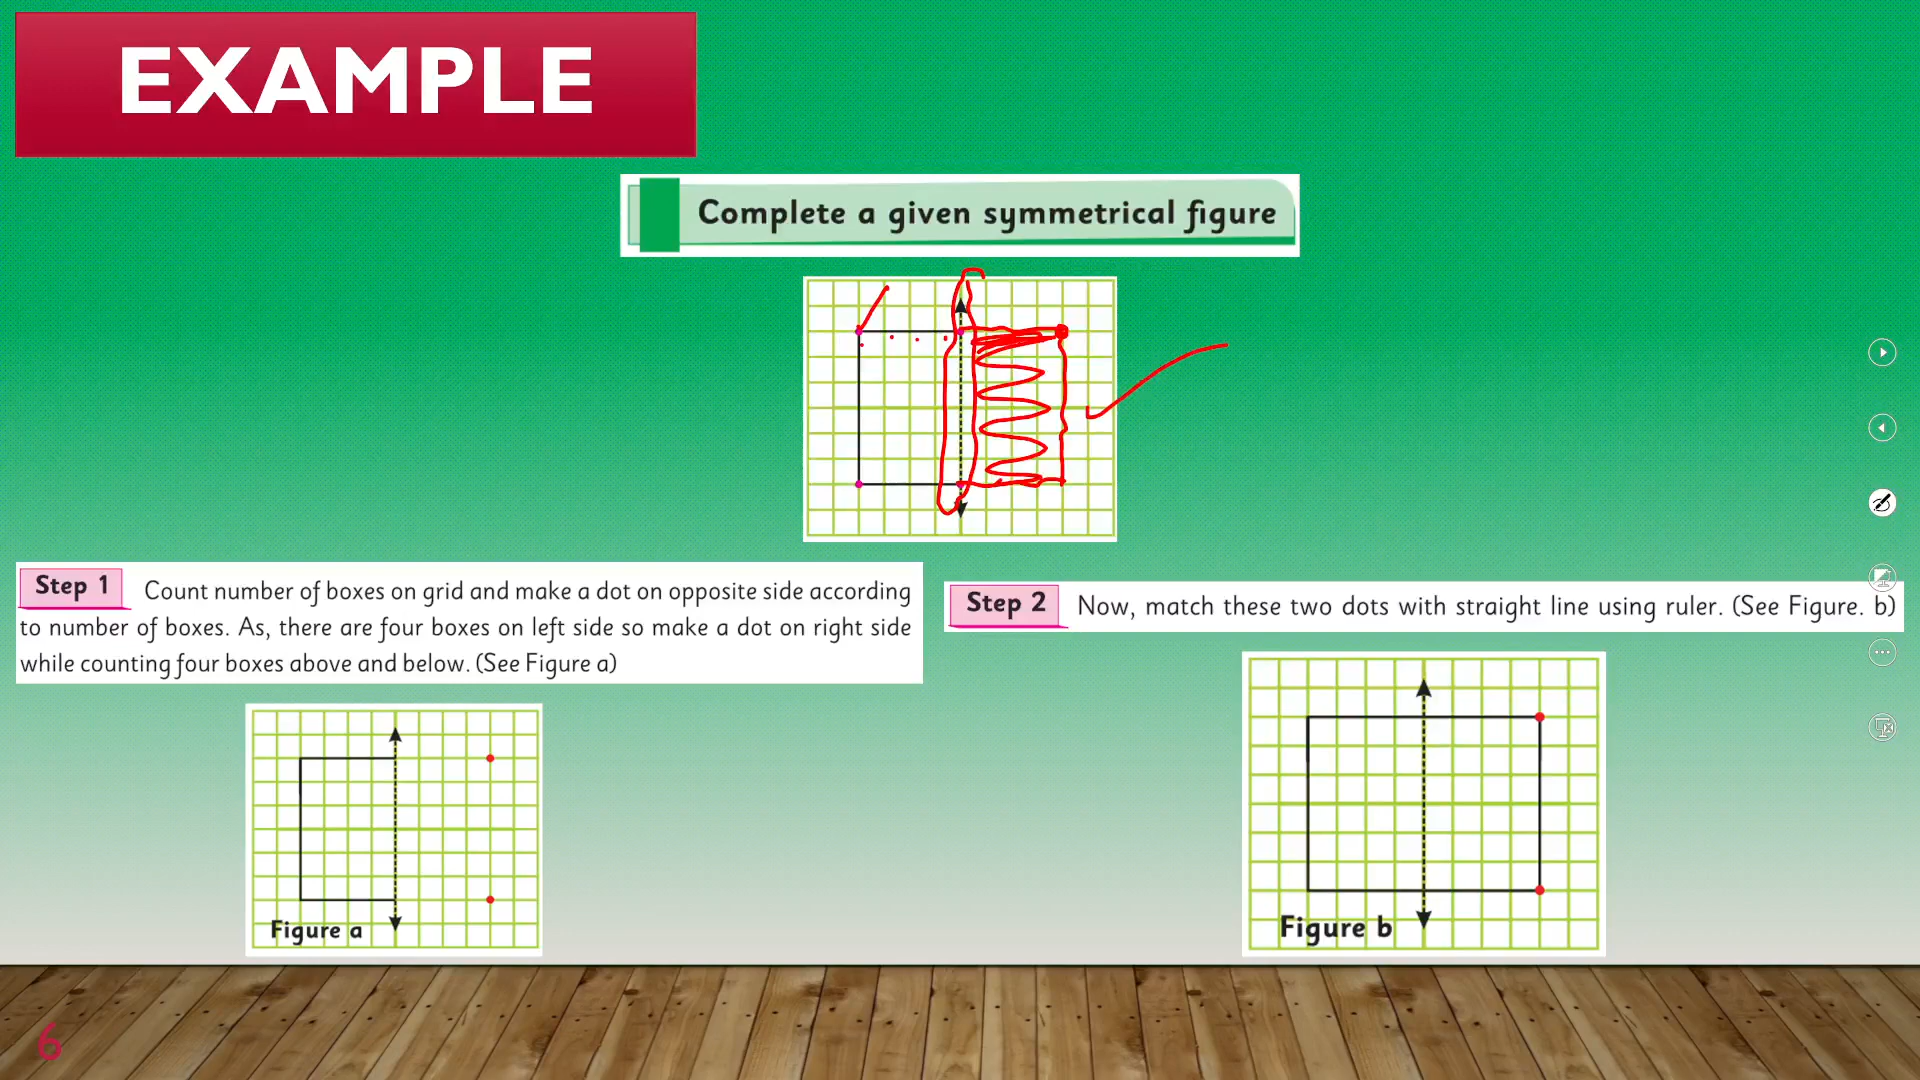 EXAMPLE
Complete a given symmetrical figure
Step 1 Count number of boxes on grid and make a dot on opposite side according
to number of boxes. As, there are four boxes on left side so make a dot on right side
while counting four boxes above and below. (See Figure a)
Step 2 Now, match these two dots with straight line using ruler. (See Figure. b)
Figure a
Figure b
6